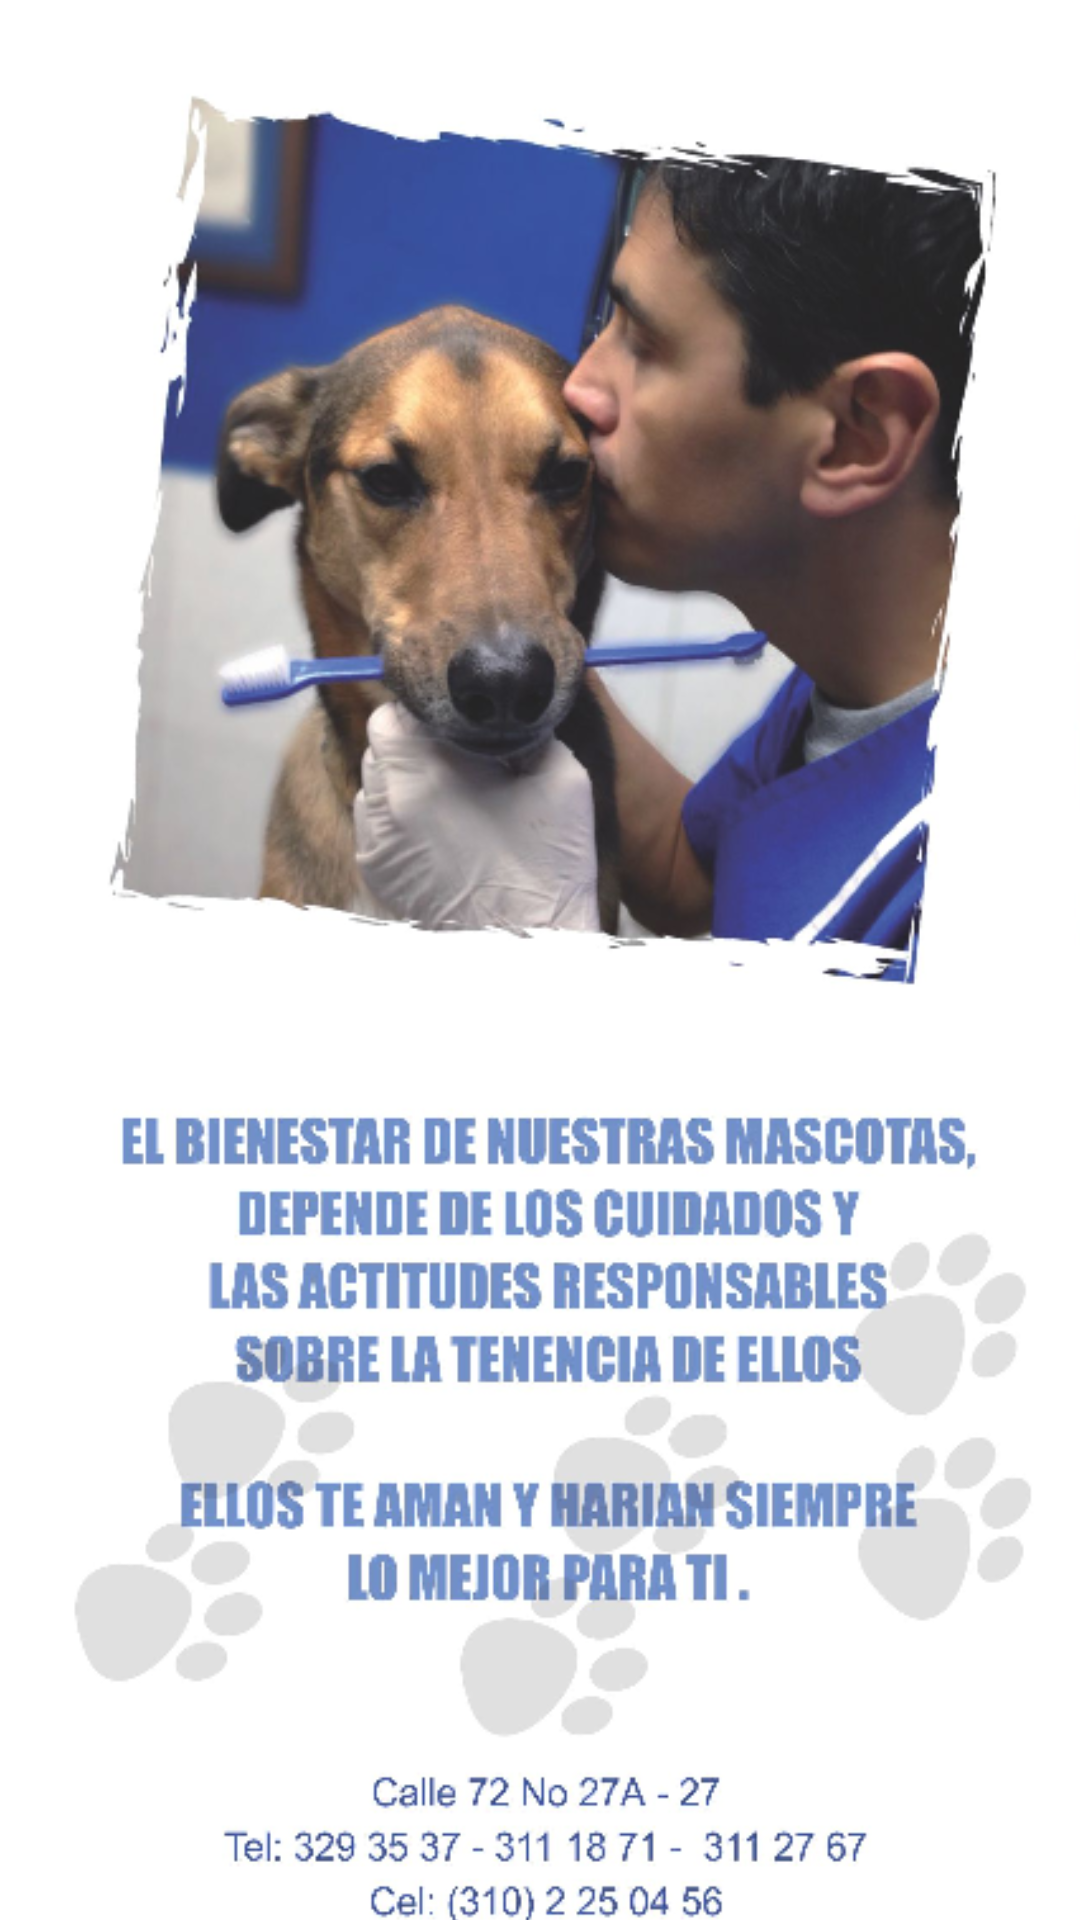 EL BIENESTAR DE NUESTRAS MASCOTAS,
DEPENDE DE LOS CUIDADOS Y
LAS ACTITUDES RESPONSABLES
SOBRE LA TENENCIA DE ELLOS
ELLOS TE AMAN Y HARIAN SIEMPRE
LO MEJOR PARA TI .
Calle 72 No 27A - 27
Tel: 329 35 37 - 311 18 71 - 311 27 67
Cel: (310) 2 25 04 56